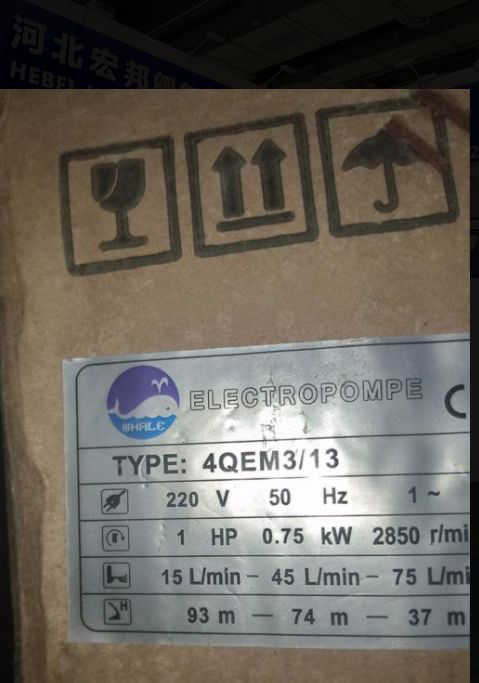 河北宏邦
HEBEI
WHALE
ELECTROPOMPE
TYPE: 4QEM3/13
220 V 50 Hz 1 ~
1 HP 0.75 kW 2850 r/mi
15 L/min – 45 L/min – 75 L/mi
H
93 m — 74 m — 37 m